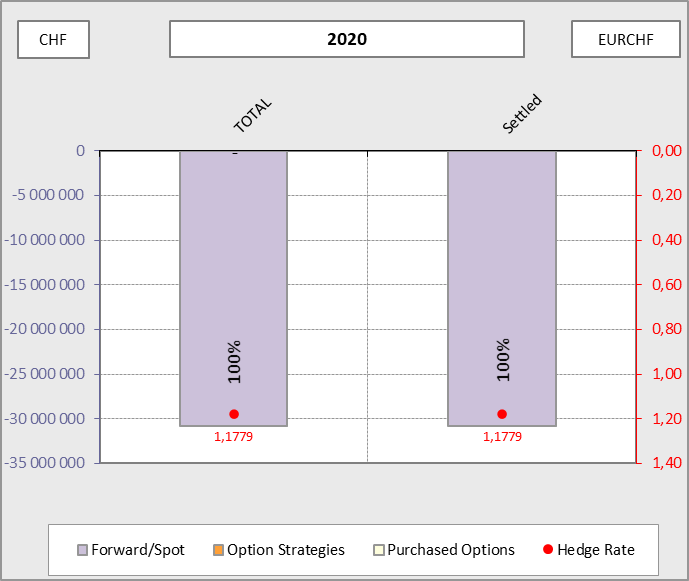 CHF 2020 EURCHF
TOTAL Settled
0 0,00
-5 000 000 0,20
-10 000 000 0,40
-15 000 000 0,60
-20 000 000 0,80
100% 100%
-25 000 000 1,00
-30 000 000 1,20
1,1779 1,1779
-35 000 000 1,40
Forward/Spot Option Strategies Purchased Options Hedge Rate